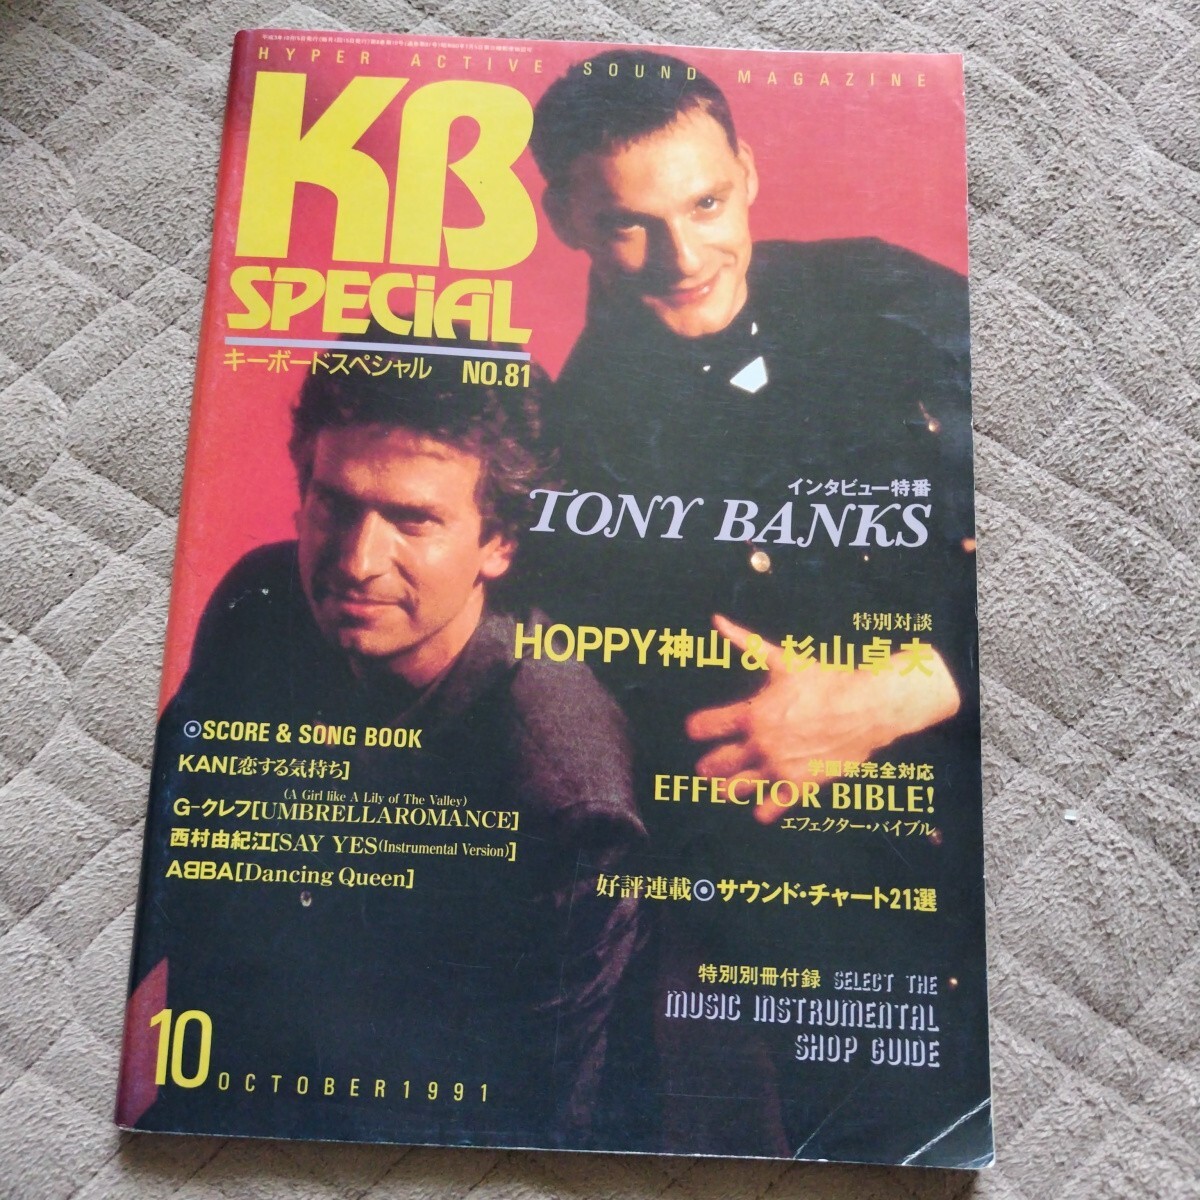 HYPER ACTIVE SOUND MAGAZINE
KB
SPECiAL
キーボードスペシャル NO.81
インタビュー特番
TONY BANKS
特別対談
HOPPY神山 & 杉山卓夫
SCORE & SONG BOOK
KAN[恋する気持ち]
(A Girl like A Lily of The Valley)
G-クレフ[UMBRELLAROMANCE]
西村由紀江[SAY YES(Instrumental Version)]
ABBA[Dancing Queen]
学園祭完全対応
EFFECTOR BIBLE!
エフェクター・バイブル
好評連載 サウンド・チャート21選
特別別冊付録 SELECT THE
MUSIC INSTRUMENTAL
SHOP GUIDE
10 OCTOBER 1991